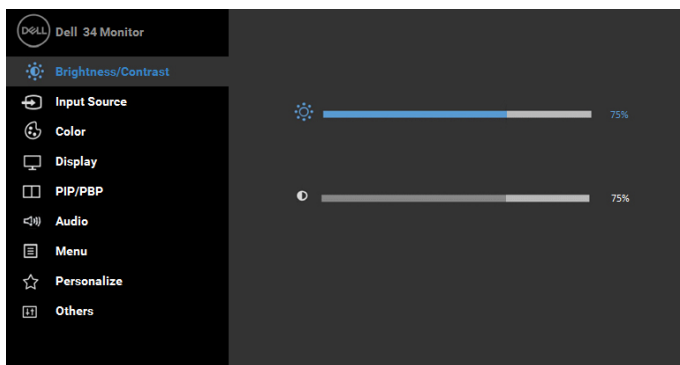 DELL
Dell 34 Monitor
Brightness/Contrast
Input Source
Color
Display
PIP/PBP
Audio
Menu
Personalize
Others
75%
75%